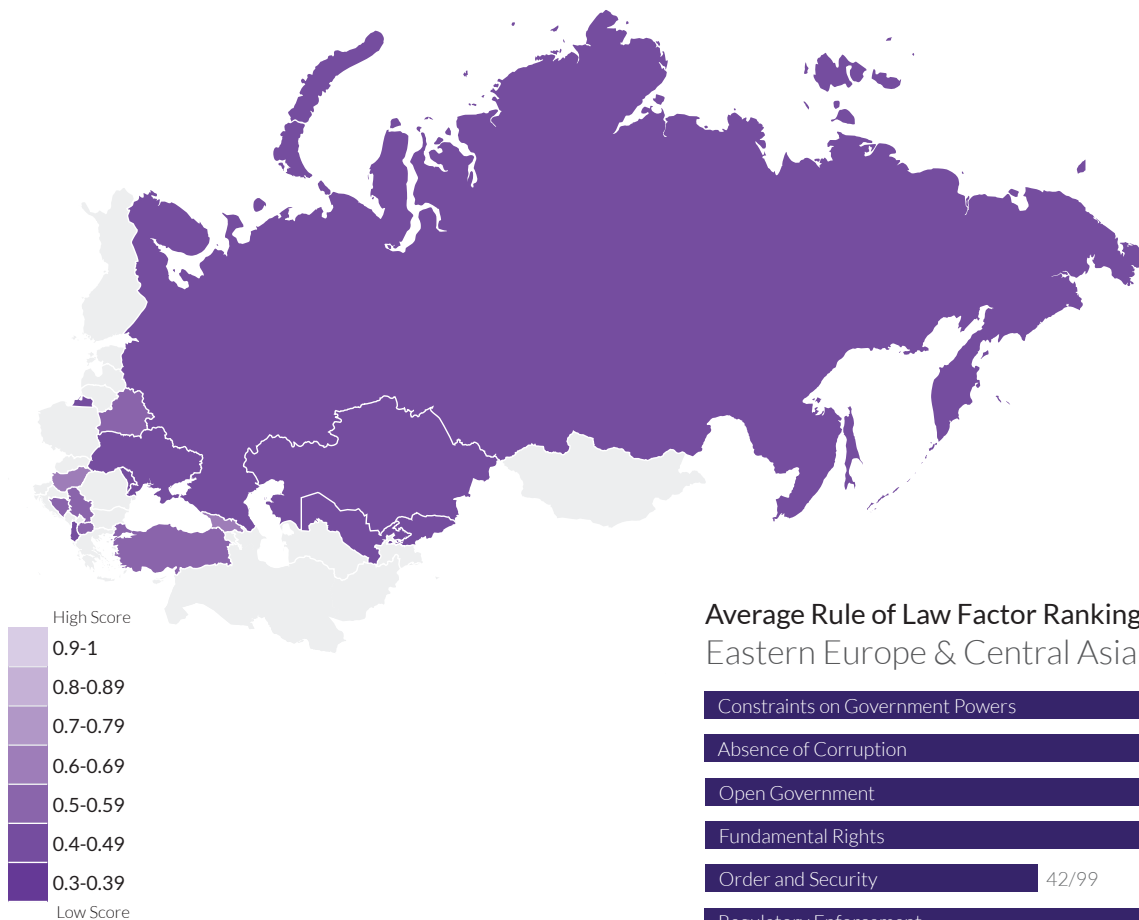 High Score
0.9-1
0.8-0.89
0.7-0.79
0.6-0.69
0.5-0.59
0.4-0.49
0.3-0.39
Low Score
Average Rule of Law Factor Ranking
Eastern Europe & Central Asia
Constraints on Government Powers
Absence of Corruption
Open Government
Fundamental Rights
Order and Security 42/99
Regulatory Enforcement